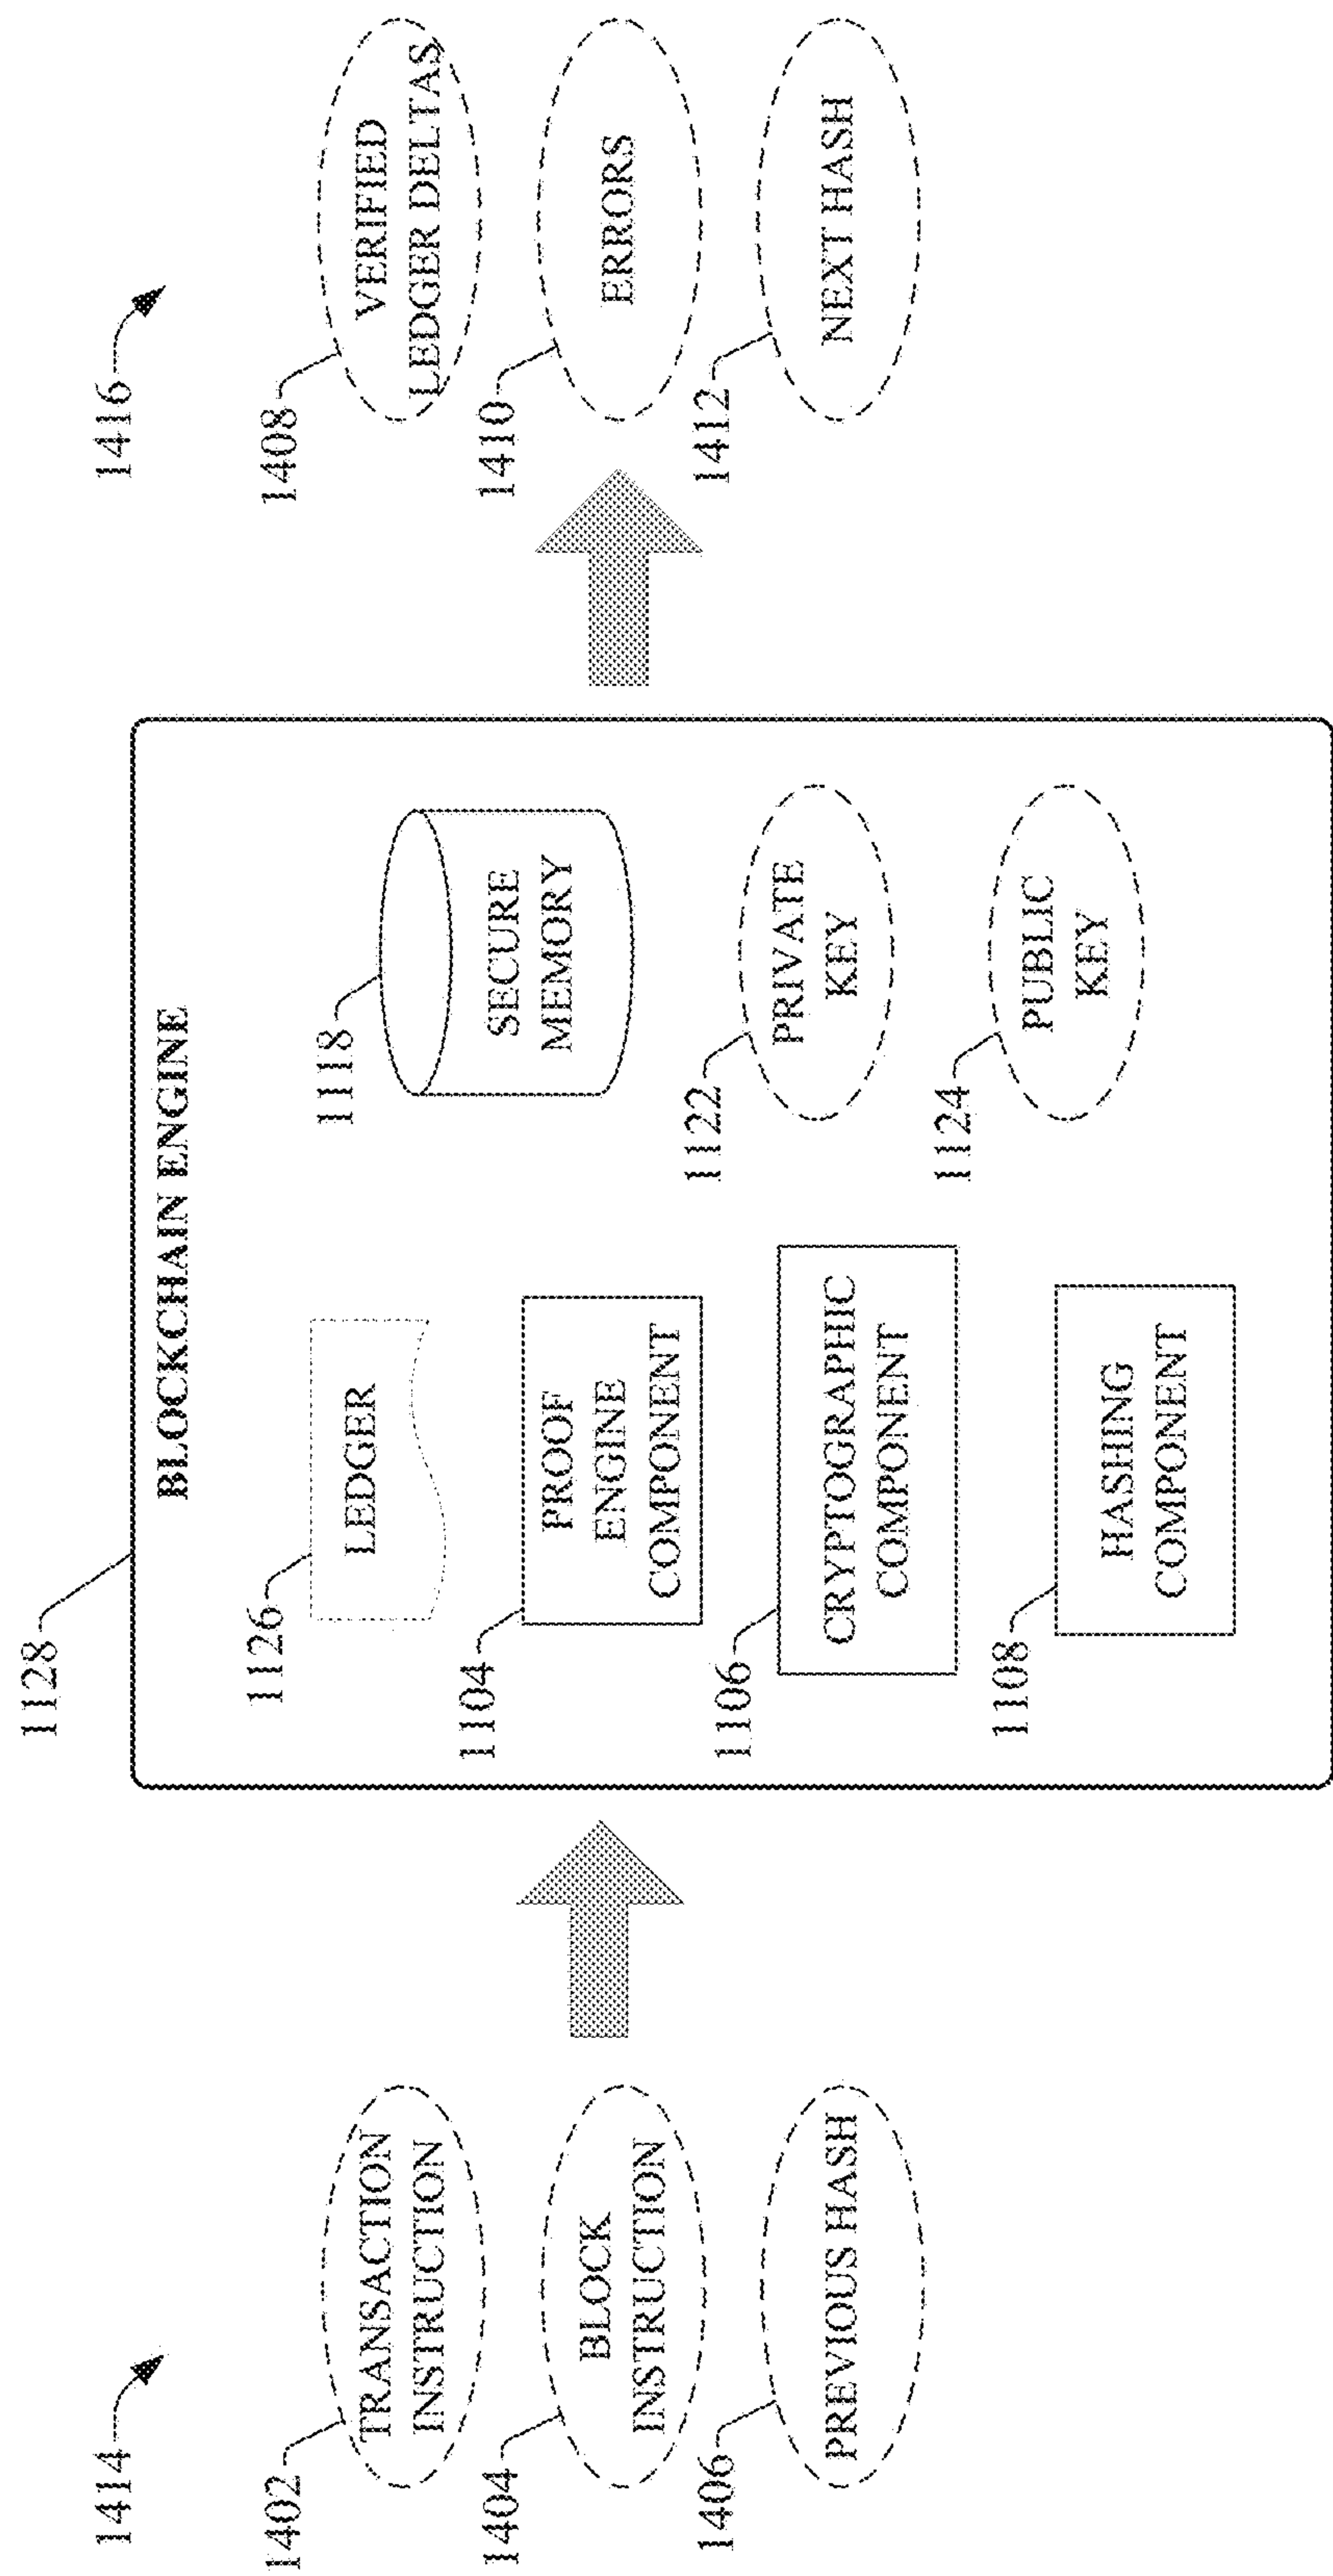 1414
1402
TRANSACTION
INSTRUCTION
1404
BLOCK
INSTRUCTION
1406
PREVIOUS HASH
1128
BLOCKCHAIN ENGINE
1126
LEDGER
1104
PROOF
ENGINE
COMPONENT
1106
CRYPTOGRAPHIC
COMPONENT
1108
HASHING
COMPONENT
1118
SECURE
MEMORY
1122
PRIVATE
KEY
1124
PUBLIC
KEY
1416
1408
VERIFIED
LEDGER DELTAS
1410
ERRORS
1412
NEXT HASH